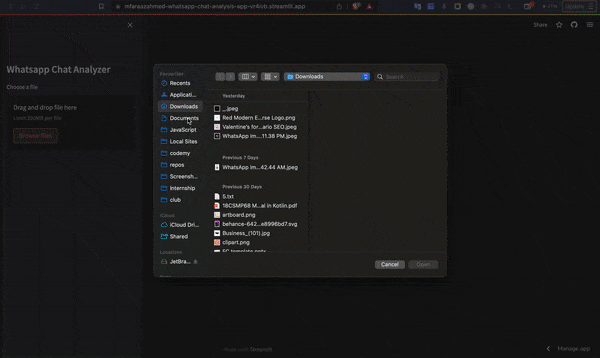 mfaraazahmed-whatsapp-chat-analysis-app-vr4ivb.streamlit.app
Update
Share
Whatsapp Chat Analyzer
Choose a file
Drag and drop file here
Limit 200MB per file
Browse files
Favourites
Recents
Applicati...
Downloads
Documents
JavaScript
Local Sites
codemy
repos
Screensh...
Internship
club
iCloud
iCloud Dri...
Shared
Locations
JetBra...
Downloads
Search
Yesterday
_.jpeg
Red Modern E...rse Logo.png
Valentine's for...ario SEO.jpeg
WhatsApp Im...11.38 PM.jpeg
Previous 7 Days
WhatsApp Im...42.44 AM.jpeg
Previous 30 Days
5.txt
18CSMP68 M...al in Kotlin.pdf
artboard.png
behance-642...e8996bd7.svg
Business_(101).jpg
clipart.png
Cancel
Open
Made with Streamlit
Manage app